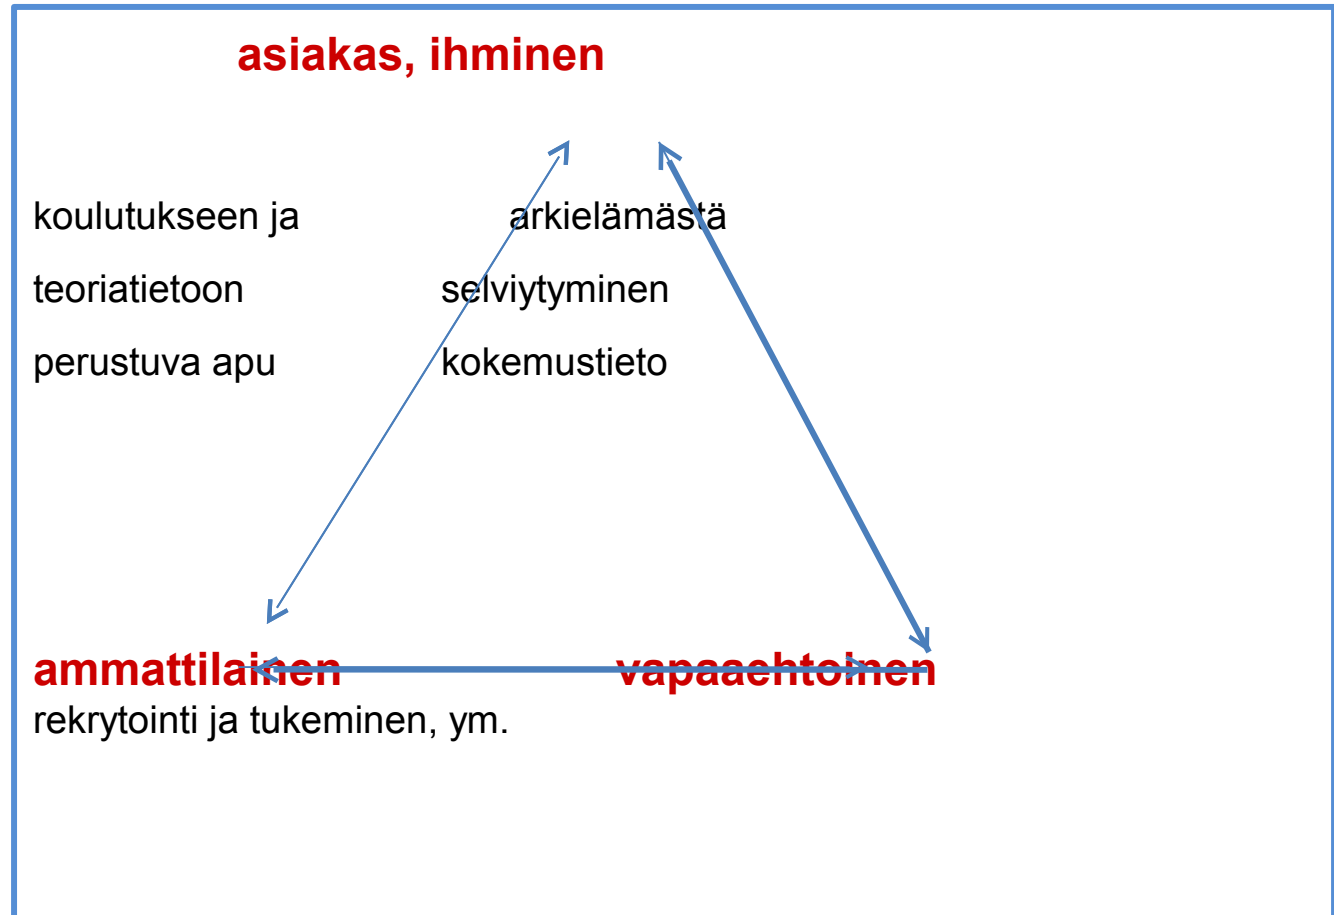 asiakas, ihminen
koulutukseen ja arkielämästä
teoriatietoon selviytyminen
perustuva apu kokemustieto
ammattilainen vapaaehtoinen
rekrytointi ja tukeminen, ym.